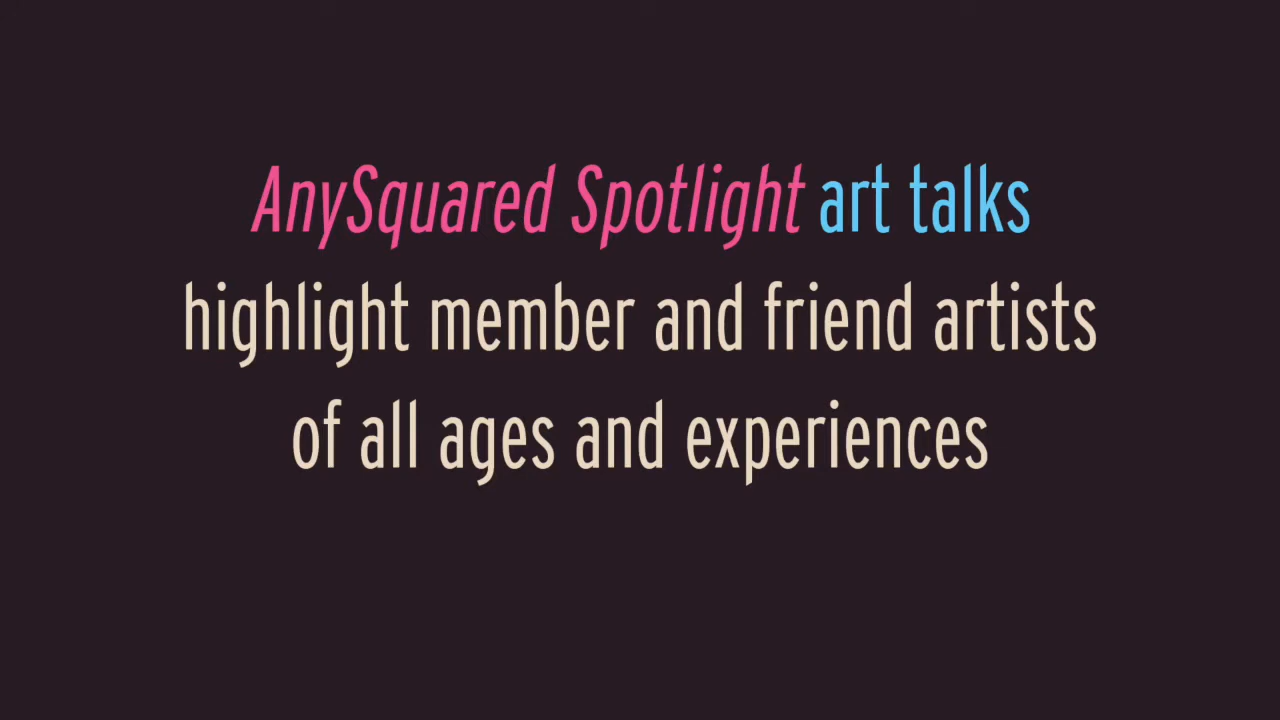 AnySquared Spotlight art talks
highlight member and friend artists
of all ages and experiences